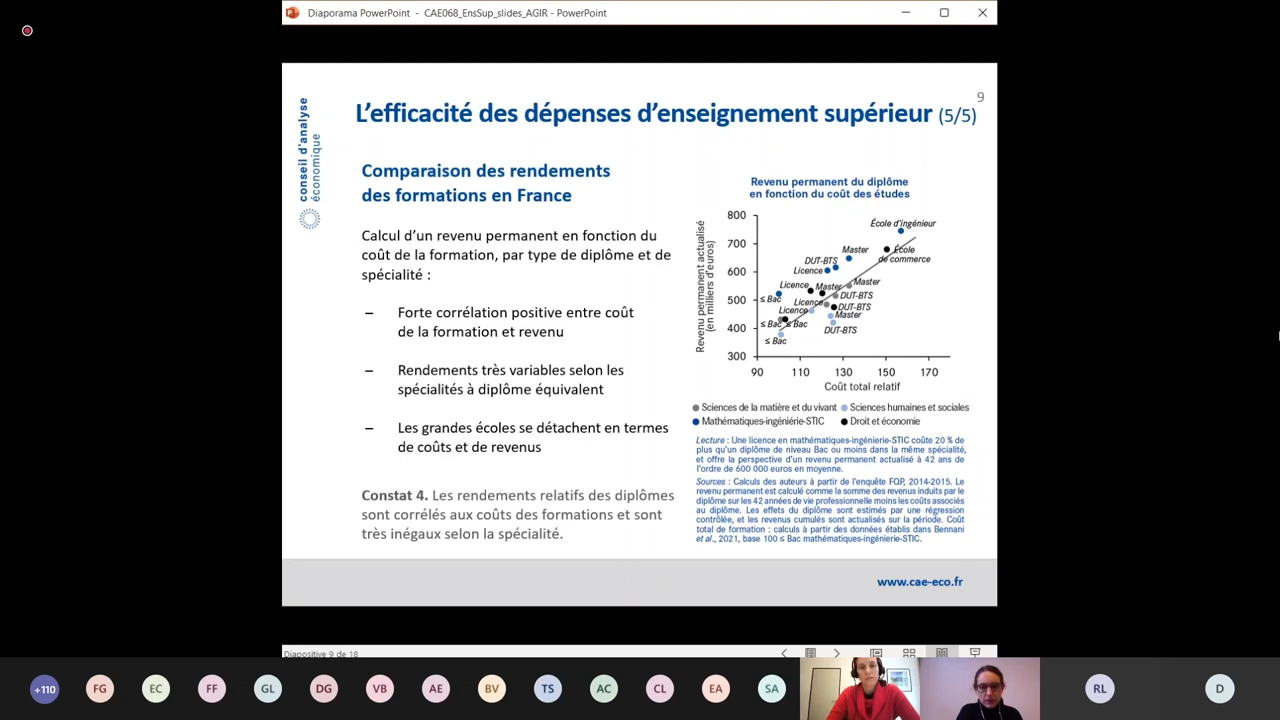 Diaporama PowerPoint - CAE068_EnsSup_slides_AGIR - PowerPoint
9
conseil d'analyse
économique
L'efficacité des dépenses d'enseignement supérieur (5/5)
Comparaison des rendements
des formations en France
Calcul d'un revenu permanent en fonction du
coût de la formation, par type de diplôme et de
spécialité :
– Forte corrélation positive entre coût
de la formation et revenu
– Rendements très variables selon les
spécialités à diplôme équivalent
– Les grandes écoles se détachent en termes
de coûts et de revenus
Constat 4. Les rendements relatifs des diplômes
sont corrélés aux coûts des formations et sont
très inégaux selon la spécialité.
Revenu permanent du diplôme
en fonction du coût des études
Revenu permanent actualisé
(en milliers d'euros)
800
700
600
500
400
300
École d'ingénieur
Master
École
de commerce
DUT-BTS
Licence
Master
Licence
Master
DUT-BTS
≤ Bac
Licence
DUT-BTS
Licence
Master
≤ Bac
≤ Bac
DUT-BTS
≤ Bac
90 110 130 150 170
Coût total relatif
Sciences de la matière et du vivant
Sciences humaines et sociales
Mathématiques-ingéniérie-STIC
Droit et économie
Lecture : Une licence en mathématiques-ingénierie-STIC coûte 20 % de
plus qu'un diplôme de niveau Bac ou moins dans la même spécialité,
et offre la perspective d'un revenu permanent actualisé à 42 ans de
l'ordre de 600 000 euros en moyenne.
Sources : Calculs des auteurs à partir de l'enquête FQP, 2014-2015. Le
revenu permanent est calculé comme la somme des revenus induits par le
diplôme sur les 42 années de vie professionnelle moins les coûts associés
au diplôme. Les effets du diplôme sont estimés par une régression
contrôlée, et les revenus cumulés sont actualisés sur la période. Coût
total de formation : calculs à partir des données établis dans Bennani
et al., 2021, base 100 ≤ Bac mathématiques-ingénierie-STIC.
www.cae-eco.fr
Diapositive 9 de 18
+110 FG EC FF GL DG VB AE BV TS AC CL EA SA RL D